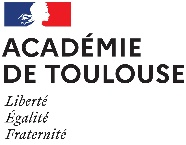 ACADÉMIE
DE TOULOUSE
Liberté
Égalité
Fraternité